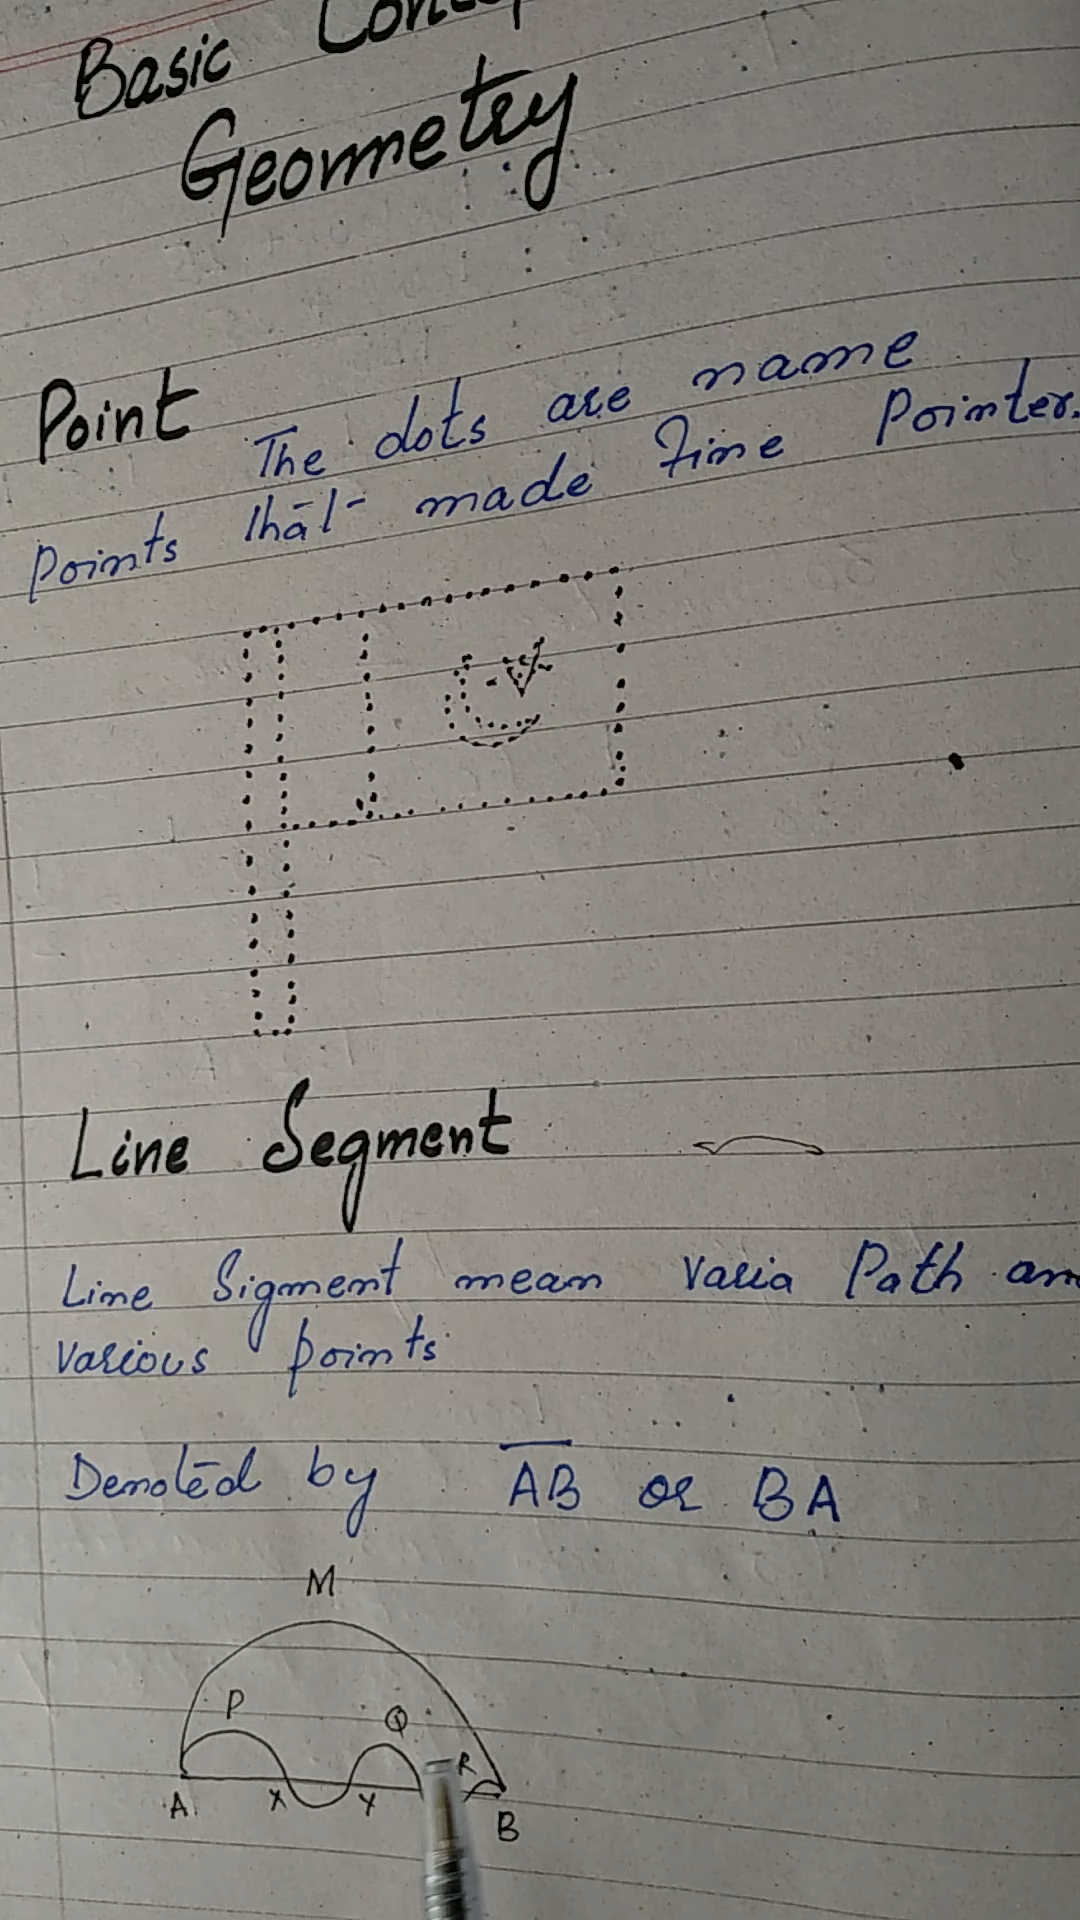 Basic
Geometry
Point
The dots are name
points that made fine pointer.
Line Segment
Line Sigment mean varia Path an
various points
Denoted by AB or BA
M
P
Q
R
A
X
Y
B